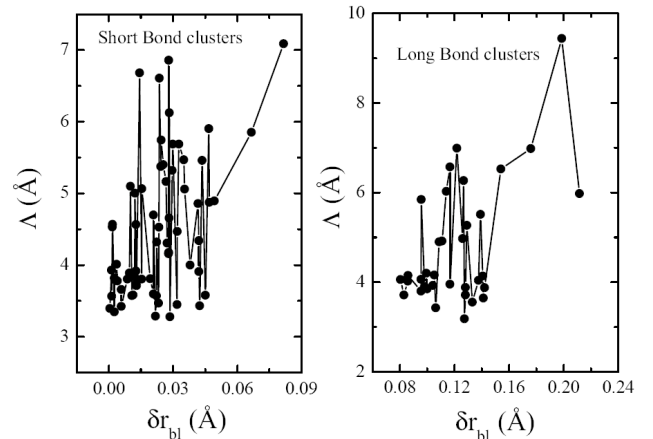 Short Bond clusters
Λ (Å)
7
6
5
4
3
0.00 0.03 0.06 0.09
δr_bl (Å)
Long Bond clusters
Λ (Å)
10
8
6
4
2
0.08 0.12 0.16 0.20 0.24
δr_bl (Å)